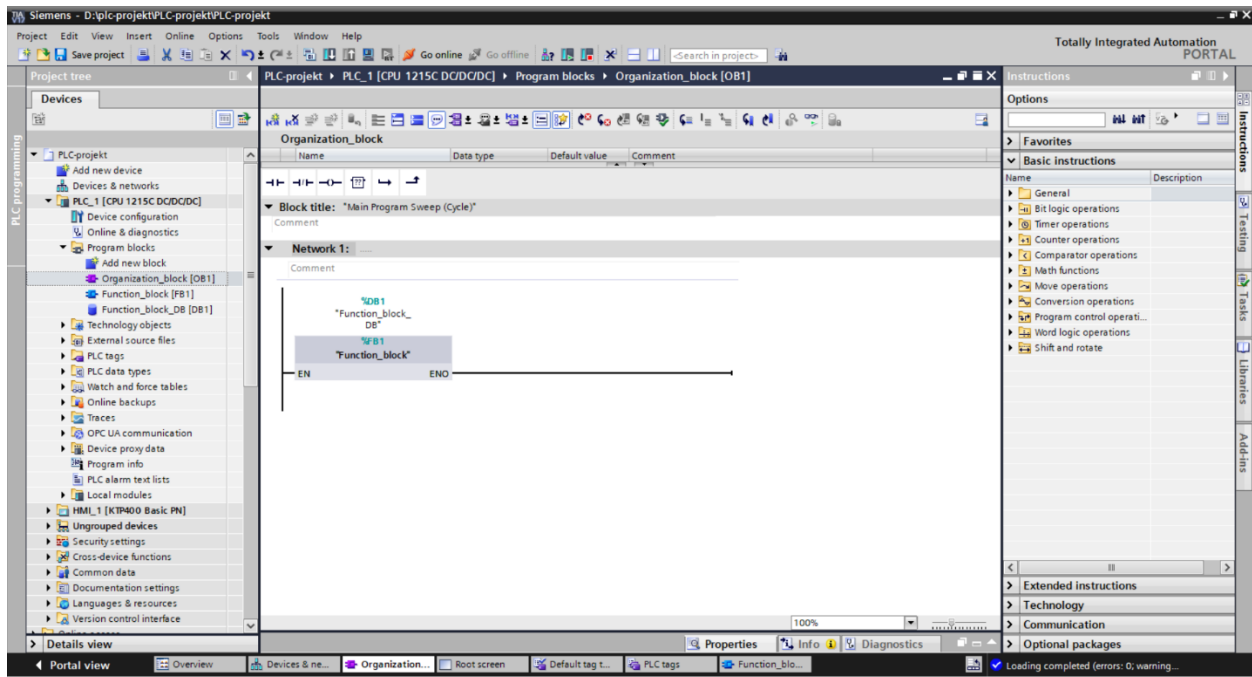 Siemens - D:\plc-projekt\PLC-projekt\PLC-projekt
Project Edit View Insert Online Options Tools Window Help
Totally Integrated Automation
PORTAL
Save project Go online Go offline <Search in project>
Project tree
PLC-projekt PLC_1 [CPU 1215C DC/DC/DC] Program blocks Organization_block [OB1]
Instructions
Devices
Options
Organization_block
Name Data type Default value Comment
Block title: "Main Program Sweep (Cycle)"
Comment
Network 1:
Comment
%DB1
"Function_block_
DB"
%FB1
"Function_block"
EN ENO
100%
PLC programming
PLC-projekt
Add new device
Devices & networks
PLC_1 [CPU 1215C DC/DC/DC]
Device configuration
Online & diagnostics
Program blocks
Add new block
Organization_block [OB1]
Function_block [FB1]
Function_block_DB [DB1]
Technology objects
External source files
PLC tags
PLC data types
Watch and force tables
Online backups
Traces
OPC UA communication
Device proxy data
Program info
PLC alarm text lists
Local modules
HMI_1 [KTP400 Basic PN]
Ungrouped devices
Security settings
Cross-device functions
Common data
Documentation settings
Languages & resources
Version control interface
Details view
Favorites
Basic instructions
Name Description
General
Bit logic operations
Timer operations
Counter operations
Comparator operations
Math functions
Move operations
Conversion operations
Program control operati...
Word logic operations
Shift and rotate
Extended instructions
Technology
Communication
Optional packages
Instructions
Testing
Tasks
Libraries
Add-ins
Properties Info Diagnostics
Portal view Overview Devices & ne... Organization... Root screen Default tag t... PLC tags Function_blo...
Loading completed (errors: 0; warning...